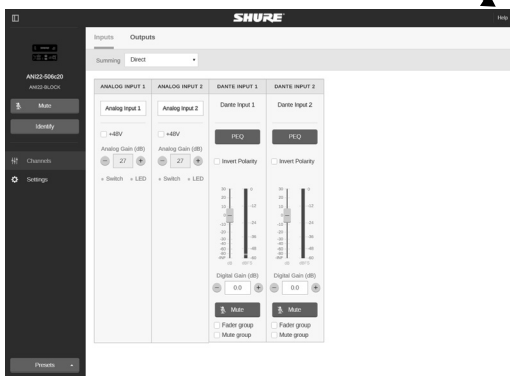 SHURE
Help
Inputs Outputs
Summing Direct
ANI22-506c20
ANI22-BLOCK
Mute
Identify
Channels
Settings
Presets
ANALOG INPUT 1 ANALOG INPUT 2 DANTE INPUT 1 DANTE INPUT 2
Analog Input 1 Analog Input 2 Dante Input 1 Dante Input 2
+48V +48V PEQ PEQ
Analog Gain (dB) Analog Gain (dB) Invert Polarity Invert Polarity
27 27
+ Switch + LED + Switch + LED
Digital Gain (dB) Digital Gain (dB)
0.0 0.0
Mute Mute
Fader group Fader group
Mute group Mute group